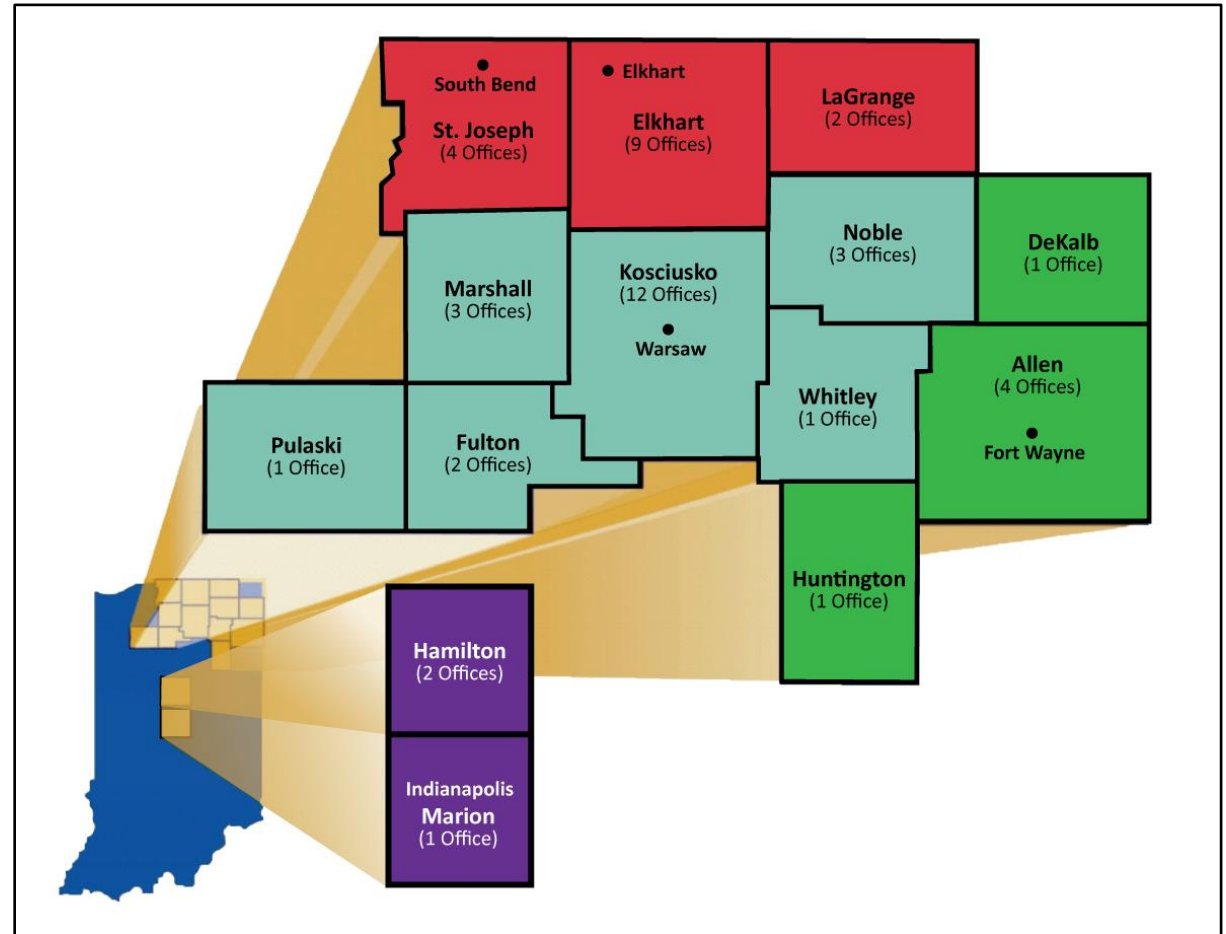 South Bend
St. Joseph
(4 Offices)
Elkhart
Elkhart
(9 Offices)
LaGrange
(2 Offices)
Marshall
(3 Offices)
Kosciusko
(12 Offices)
Warsaw
Noble
(3 Offices)
DeKalb
(1 Office)
Pulaski
(1 Office)
Fulton
(2 Offices)
Whitley
(1 Office)
Allen
(4 Offices)
Fort Wayne
Huntington
(1 Office)
Hamilton
(2 Offices)
Indianapolis
Marion
(1 Office)